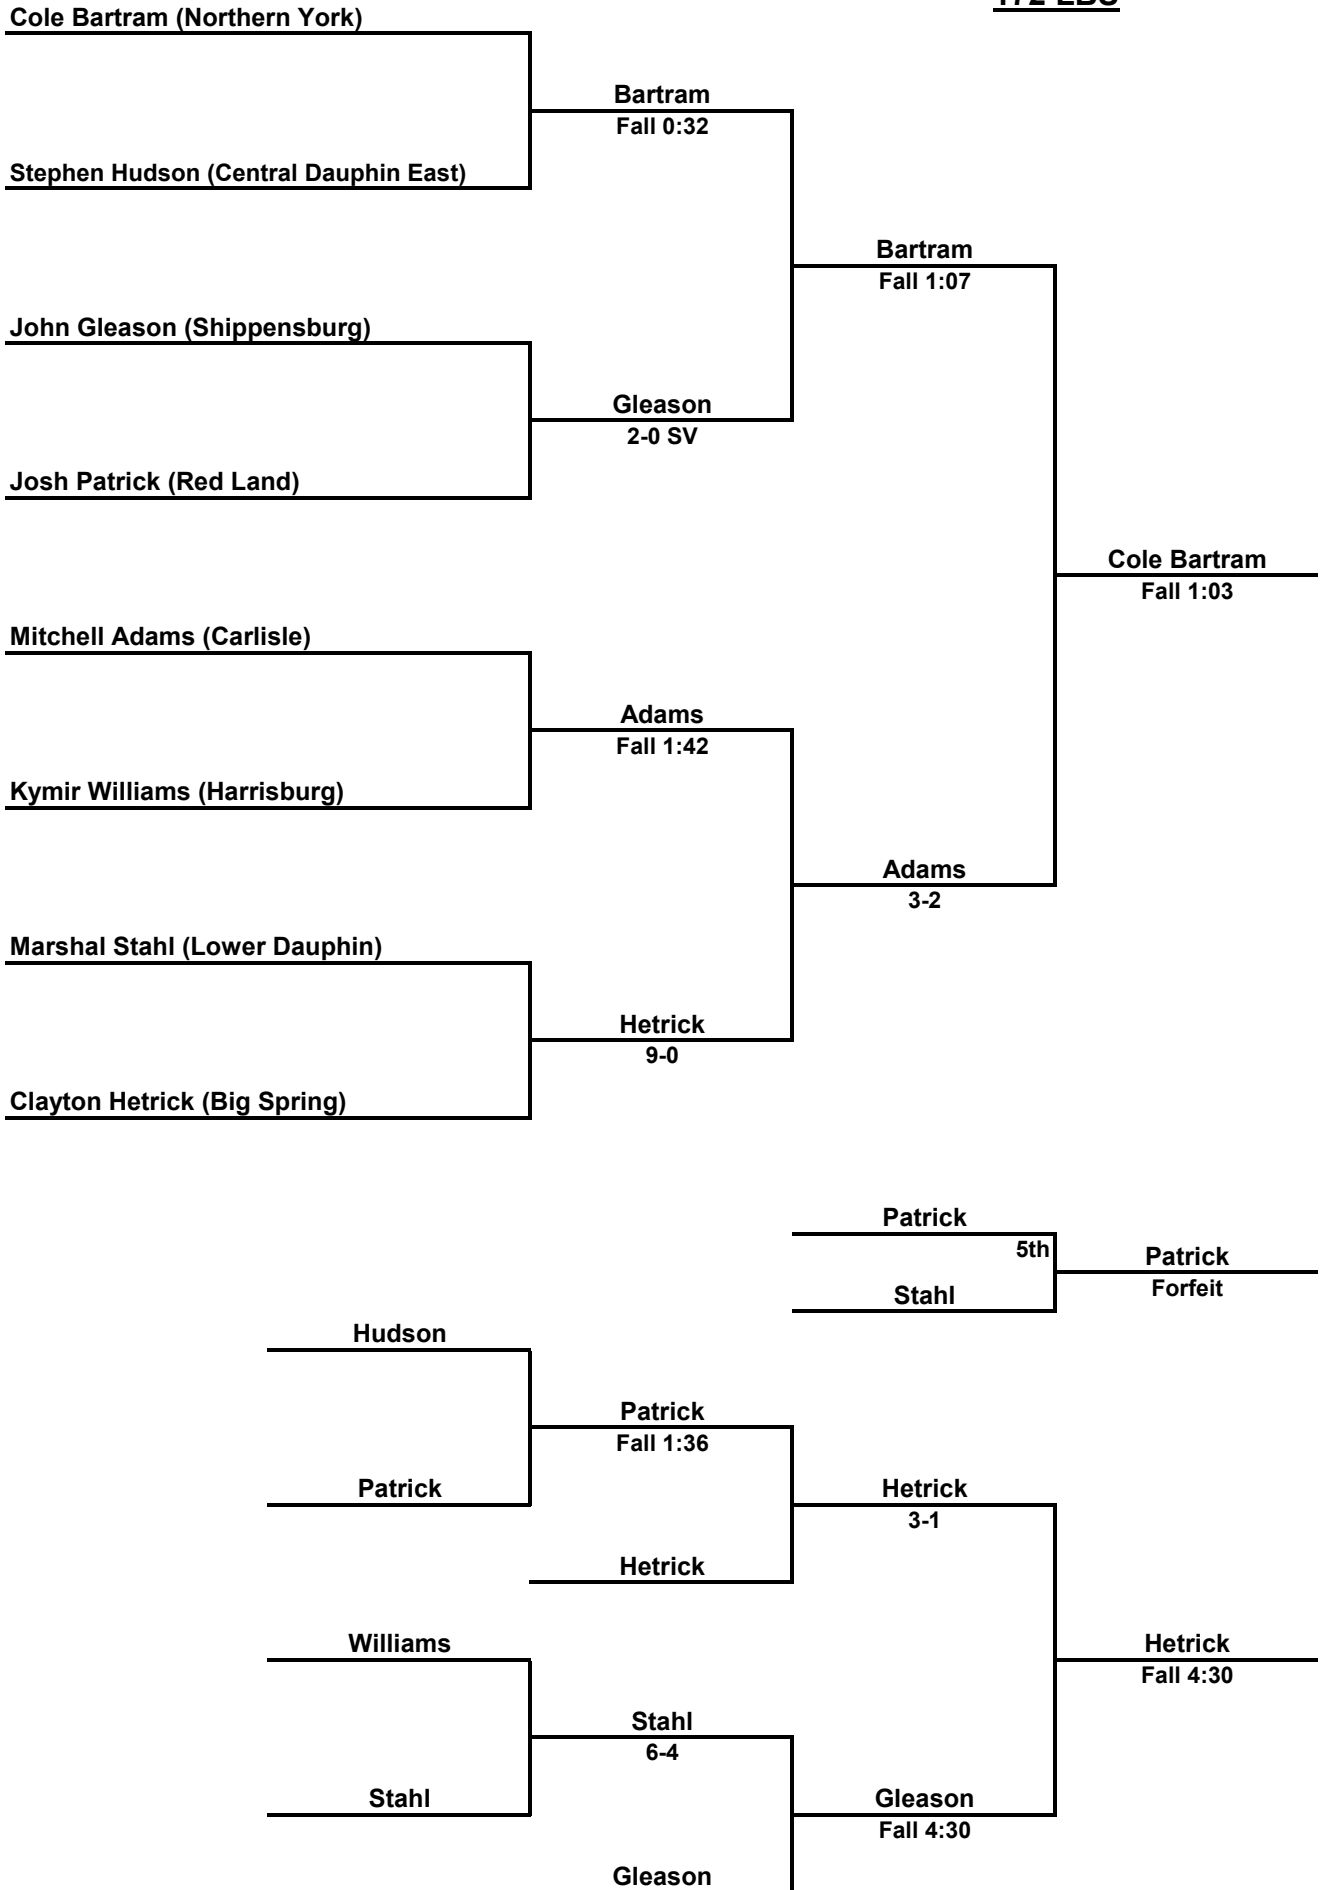 172 LBS
Cole Bartram (Northern York)
Bartram
Fall 0:32
Stephen Hudson (Central Dauphin East)
Bartram
Fall 1:07
John Gleason (Shippensburg)
Gleason
2-0 SV
Josh Patrick (Red Land)
Cole Bartram
Fall 1:03
Mitchell Adams (Carlisle)
Adams
Fall 1:42
Kymir Williams (Harrisburg)
Adams
3-2
Marshal Stahl (Lower Dauphin)
Hetrick
9-0
Clayton Hetrick (Big Spring)
Patrick
5th
Patrick
Forfeit
Stahl
Hudson
Patrick
Fall 1:36
Patrick
Hetrick
3-1
Hetrick
Williams
Hetrick
Fall 4:30
Stahl
6-4
Stahl
Gleason
Fall 4:30
Gleason